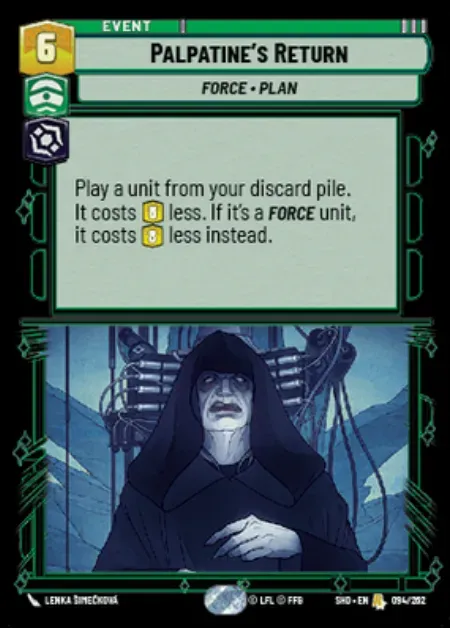 EVENT
6
PALPATINE'S RETURN
FORCE • PLAN
Play a unit from your discard pile.
It costs 6 less. If it's a FORCE unit,
it costs 8 less instead.
LENKA ŠIMEČKOVÁ
© LFL © FFG
SHD • EN
094/262